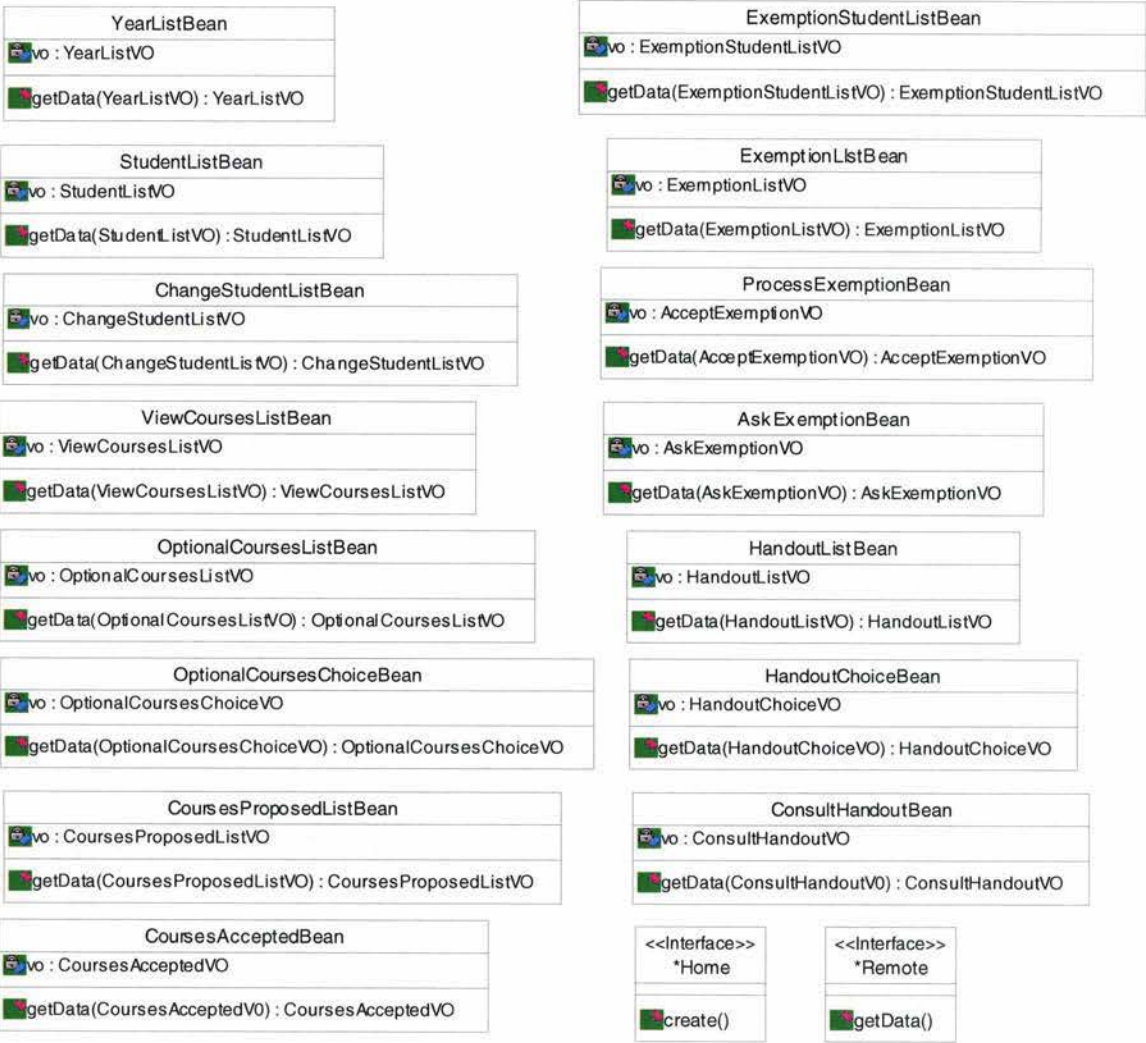 YearListBean
vo : YearListVO
getData(YearListVO) : YearListVO
StudentListBean
vo : StudentListVO
getData(StudentListVO) : StudentListVO
ChangeStudentListBean
vo : ChangeStudentListVO
getData(ChangeStudentListVO) : ChangeStudentListVO
ViewCoursesListBean
vo : ViewCoursesListVO
getData(ViewCoursesListVO) : ViewCoursesListVO
OptionalCoursesListBean
vo : OptionalCoursesListVO
getData(OptionalCoursesListVO) : OptionalCoursesListVO
OptionalCoursesChoiceBean
vo : OptionalCoursesChoiceVO
getData(OptionalCoursesChoiceVO) : OptionalCoursesChoiceVO
CoursesProposedListBean
vo : CoursesProposedListVO
getData(CoursesProposedListVO) : CoursesProposedListVO
CoursesAcceptedBean
vo : CoursesAcceptedVO
getData(CoursesAcceptedV0) : CoursesAcceptedVO
ExemptionStudentListBean
vo : ExemptionStudentListVO
getData(ExemptionStudentListVO) : ExemptionStudentListVO
ExemptionLIstBean
vo : ExemptionListVO
getData(ExemptionListVO) : ExemptionListVO
ProcessExemptionBean
vo : AcceptExemptionVO
getData(AcceptExemptionVO) : AcceptExemptionVO
AskExemptionBean
vo : AskExemptionVO
getData(AskExemptionVO) : AskExemptionVO
HandoutListBean
vo : HandoutListVO
getData(HandoutListVO) : HandoutListVO
HandoutChoiceBean
vo : HandoutChoiceVO
getData(HandoutChoiceVO) : HandoutChoiceVO
ConsultHandoutBean
vo : ConsultHandoutVO
getData(ConsultHandoutV0) : ConsultHandoutVO
<<Interface>>
*Home
create()
<<Interface>>
*Remote
getData()